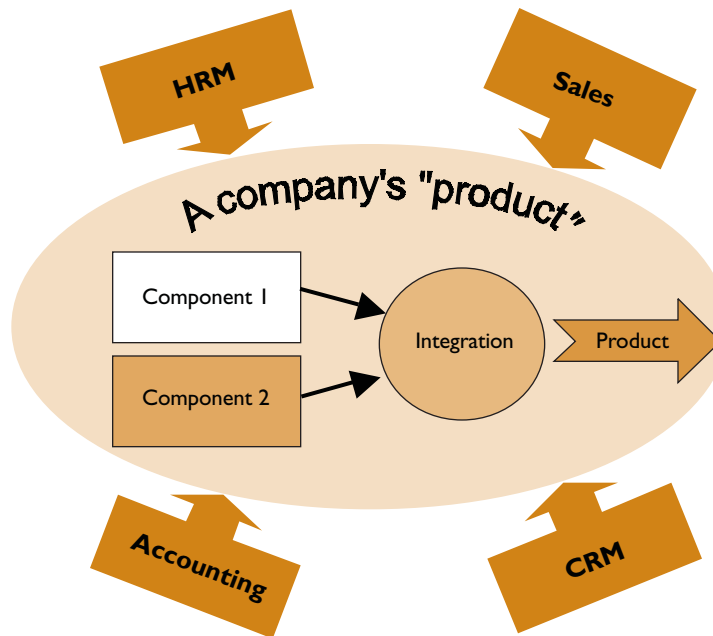 HRM
Sales
A company's "product"
Component 1
Integration
Product
Component 2
Accounting
CRM